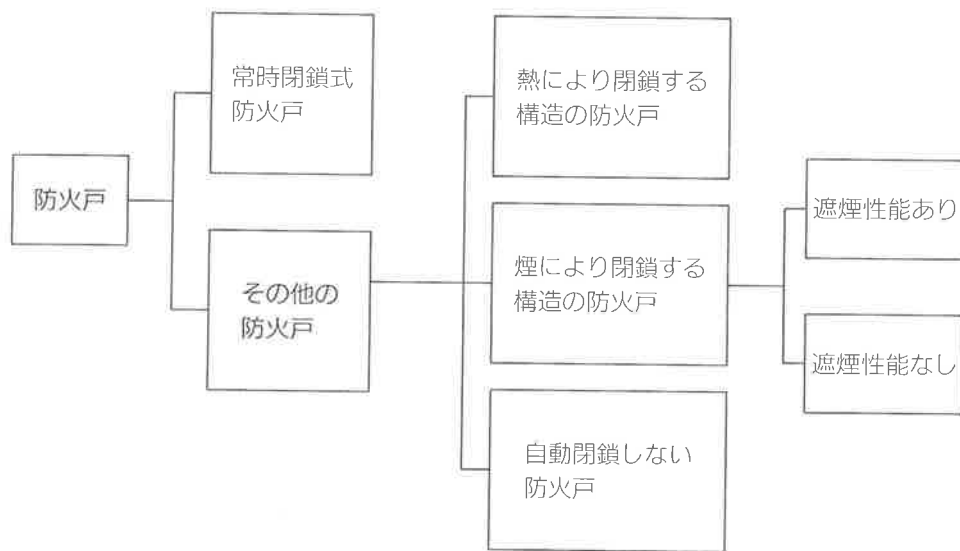 防火戸
常時閉鎖式
防火戸
その他の
防火戸
熱により閉鎖する
構造の防火戸
煙により閉鎖する
構造の防火戸
自動閉鎖しない
防火戸
遮煙性能あり
遮煙性能なし